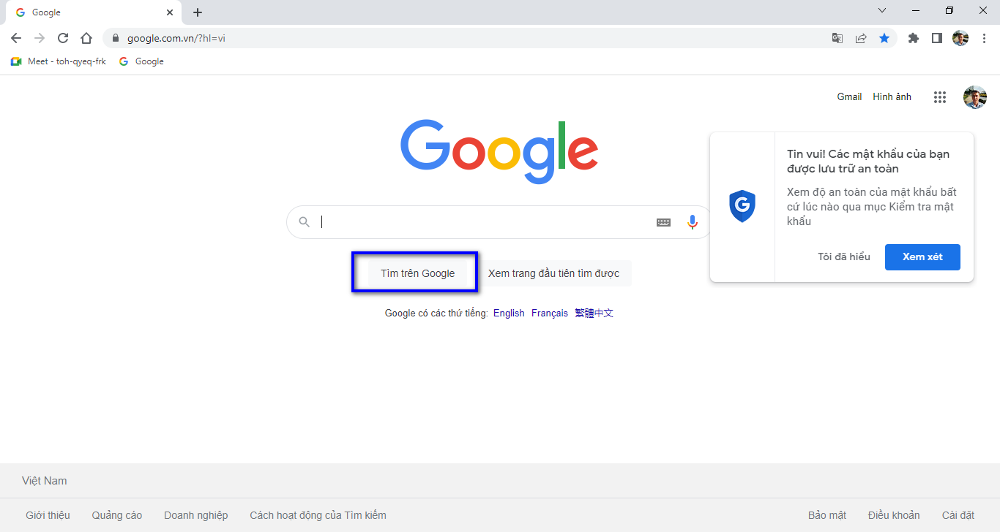 Google
google.com.vn/?hl=vi
Meet - toh-qyeq-frk
Google
Gmail
Hình ảnh
Google
Tin vui! Các mật khẩu của bạn
được lưu trữ an toàn
Xem độ an toàn của mật khẩu bất
cứ lúc nào qua mục Kiểm tra mật
khẩu
Tôi đã hiểu
Xem xét
Tìm trên Google
Xem trang đầu tiên tìm được
Google có các thứ tiếng: English Français 繁體中文
Việt Nam
Giới thiệu
Quảng cáo
Doanh nghiệp
Cách hoạt động của Tìm kiếm
Bảo mật
Điều khoản
Cài đặt